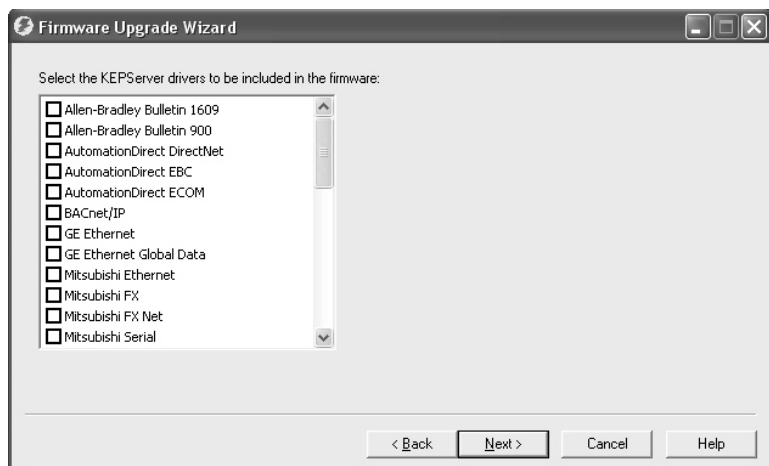 Firmware Upgrade Wizard
Select the KEPServer drivers to be included in the firmware:
Allen-Bradley Bulletin 1609
Allen-Bradley Bulletin 900
AutomationDirect DirectNet
AutomationDirect EBC
AutomationDirect ECOM
BACnet/IP
GE Ethernet
GE Ethernet Global Data
Mitsubishi Ethernet
Mitsubishi FX
Mitsubishi FX Net
Mitsubishi Serial
< Back Next > Cancel Help